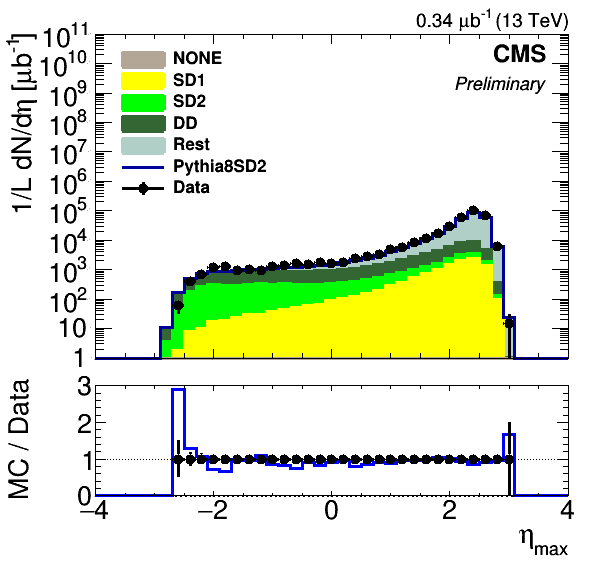 0.34 μb⁻¹ (13 TeV)
1/L dN/dη [μb⁻¹]
CMS
Preliminary
NONE
SD1
SD2
DD
Rest
Pythia8SD2
Data
10¹¹
10¹⁰
10⁹
10⁸
10⁷
10⁶
10⁵
10⁴
10³
10²
10
1
MC / Data
3
2
1
0
−4 −2 0 2 4
η_max